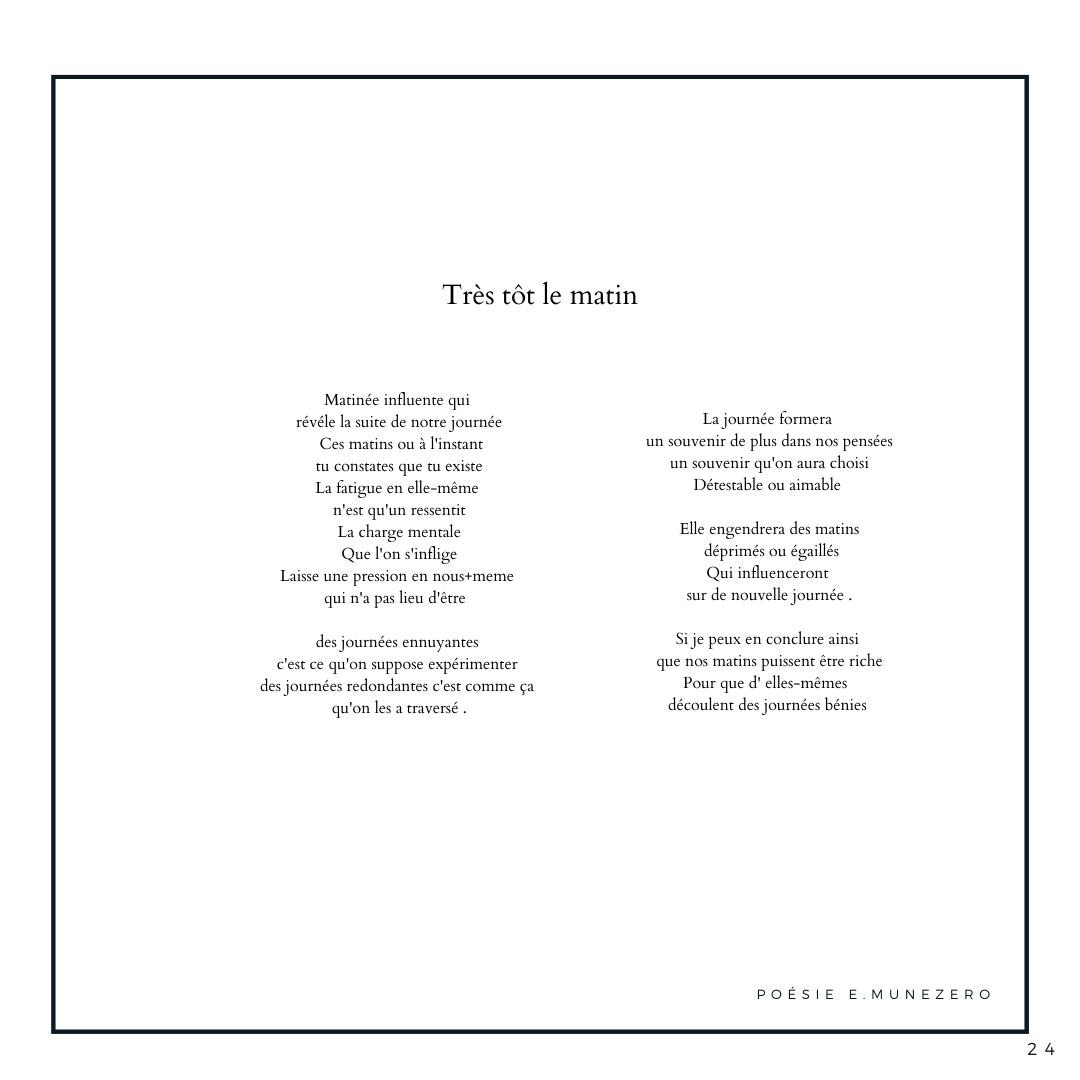 Très tôt le matin
Matinée influente qui
révéle la suite de notre journée
Ces matins ou à l'instant
tu constates que tu existe
La fatigue en elle-même
n'est qu'un ressentit
La charge mentale
Que l'on s'inflige
Laisse une pression en nous+meme
qui n'a pas lieu d'être
des journées ennuyantes
c'est ce qu'on suppose expérimenter
des journées redondantes c'est comme ça
qu'on les a traversé .
La journée formera
un souvenir de plus dans nos pensées
un souvenir qu'on aura choisi
Détestable ou aimable
Elle engendrera des matins
déprimés ou égaillés
Qui influenceront
sur de nouvelle journée .
Si je peux en conclure ainsi
que nos matins puissent être riche
Pour que d' elles-mêmes
découlent des journées bénies
POÉSIE E.MUNEZERO
24